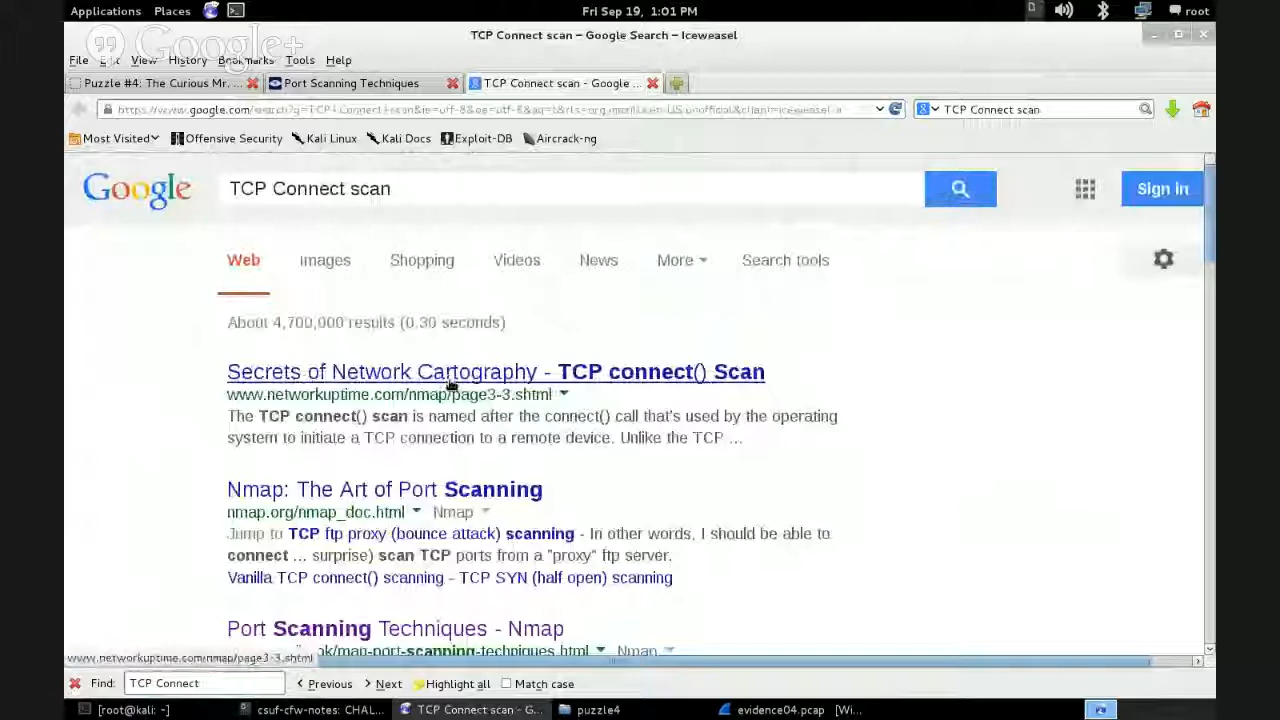 Applications Places Fri Sep 19, 1:01 PM root
Google+
TCP Connect scan – Google Search – Iceweasel
File Edit View History Bookmarks Tools Help
Puzzle #4: The Curious Mr. ... Port Scanning Techniques TCP Connect scan - Google ...
TCP Connect scan
Most Visited Offensive Security Kali Linux Kali Docs Exploit-DB Aircrack-ng
Google TCP Connect scan Sign in
Web Images Shopping Videos News More Search tools
About 4,700,000 results (0.30 seconds)
Secrets of Network Cartography - TCP connect() Scan
www.networkuptime.com/nmap/page3-3.shtml
The TCP connect() scan is named after the connect() call that's used by the operating
system to initiate a TCP connection to a remote device. Unlike the TCP ...
Nmap: The Art of Port Scanning
nmap.org/nmap_doc.html Nmap
Jump to TCP ftp proxy (bounce attack) scanning - In other words, I should be able to
connect ... surprise) scan TCP ports from a "proxy" ftp server.
Vanilla TCP connect() scanning - TCP SYN (half open) scanning
Port Scanning Techniques - Nmap
ok/man-port-scanning-techniques.html Nmap
www.networkuptime.com/nmap/page3-3.shtml
Find: TCP Connect Previous Next Highlight all Match case
[root@kali: ~] csuf-cfw-notes: CHAL... TCP Connect scan - G... puzzle4 evidence04.pcap [Wi...